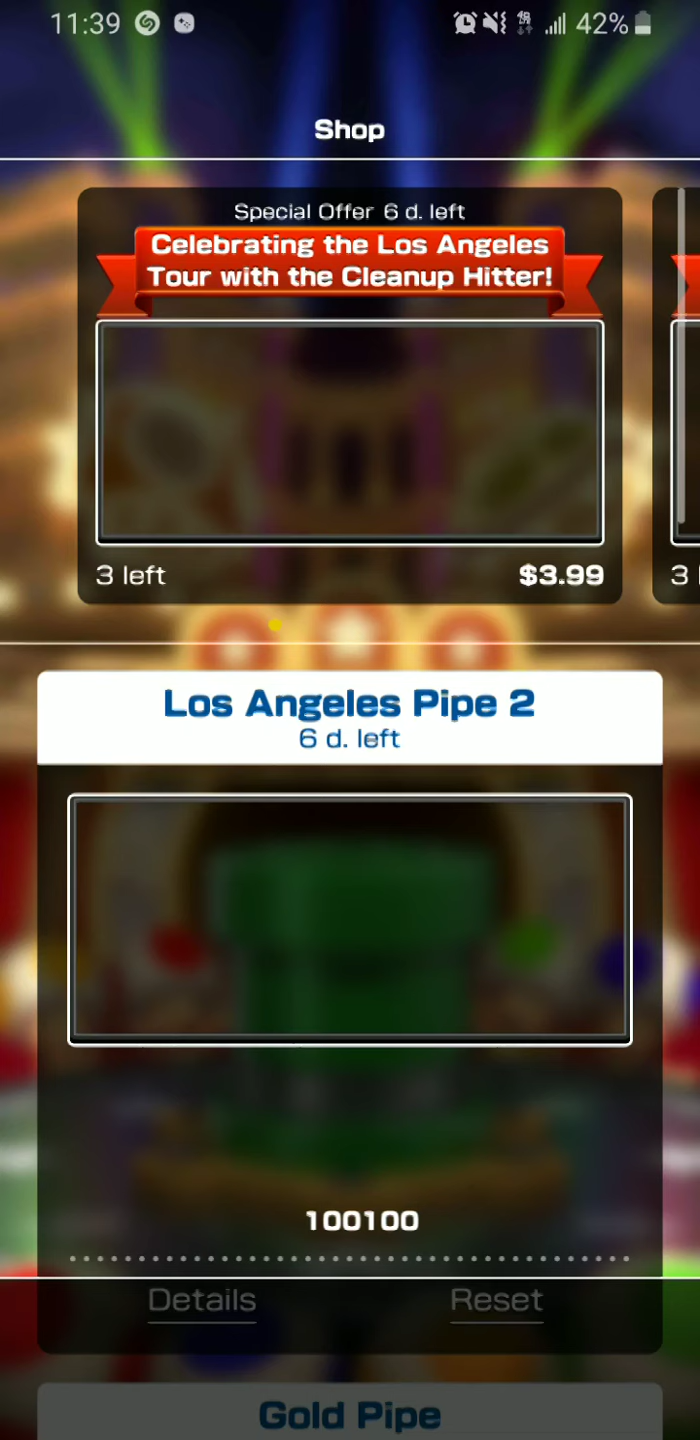 11:39 42%
Shop
Special Offer 6 d. left
Celebrating the Los Angeles
Tour with the Cleanup Hitter!
3 left $3.99
3
Los Angeles Pipe 2
6 d. left
100100
Details Reset
Gold Pipe